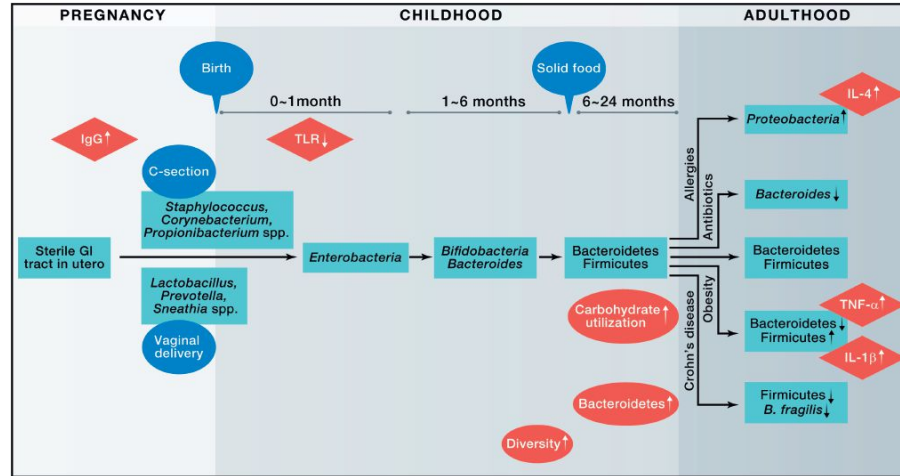 PREGNANCY
CHILDHOOD
ADULTHOOD
Birth
Solid food
0~1month
1~6 months
6~24 months
IL-4↑
IgG↑
TLR↓
Proteobacteria↑
C-section
Staphylococcus,
Corynebacterium,
Propionibacterium spp.
Allergies
Antibiotics
Bacteroides↓
Sterile GI
tract in utero
Enterobacteria
Bifidobacteria
Bacteroides
Bacteroidetes
Firmicutes
Bacteroidetes
Firmicutes
Lactobacillus,
Prevotella,
Sneathia spp.
Vaginal
delivery
Carbohydrate
utilization↑
Crohn's disease
Obesity
TNF-α↑
Bacteroidetes↓
Firmicutes↑
IL-1β↑
Bacteroidetes↑
Firmicutes↓
B. fragilis↓
Diversity↑